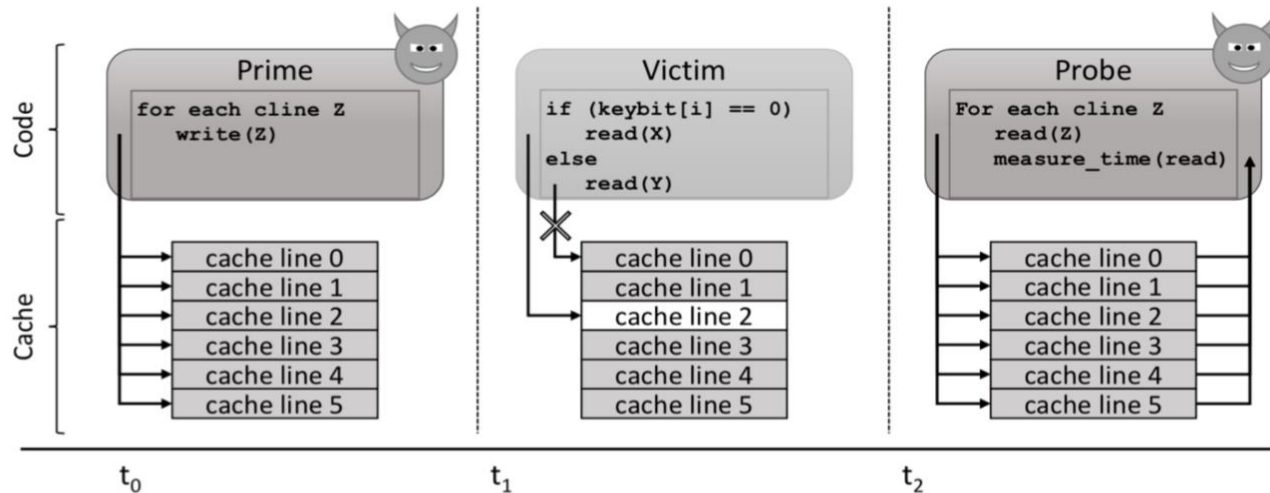 Code
Prime
for each cline Z
write(Z)
Victim
if (keybit[i] == 0)
read(X)
else
read(Y)
Probe
For each cline Z
read(Z)
measure_time(read)
Cache
cache line 0
cache line 1
cache line 2
cache line 3
cache line 4
cache line 5
cache line 0
cache line 1
cache line 2
cache line 3
cache line 4
cache line 5
cache line 0
cache line 1
cache line 2
cache line 3
cache line 4
cache line 5
t0
t1
t2